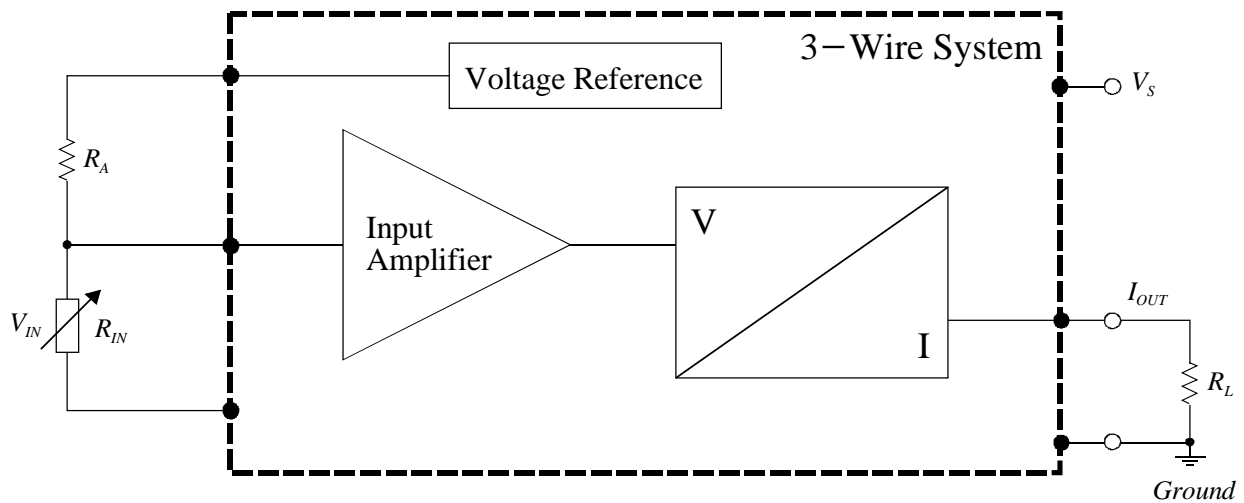 3−Wire System
Voltage Reference
V_S
R_A
Input
Amplifier
V
I
I_OUT
V_IN
R_IN
R_L
Ground